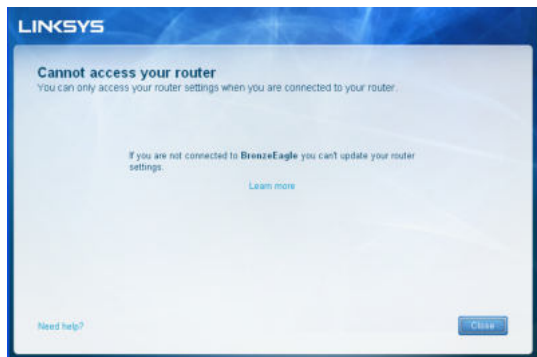 LINKSYS
Cannot access your router
You can only access your router settings when you are connected to your router.
If you are not connected to BronzeEagle you can't update your router
settings.
Learn more
Need help?
Close